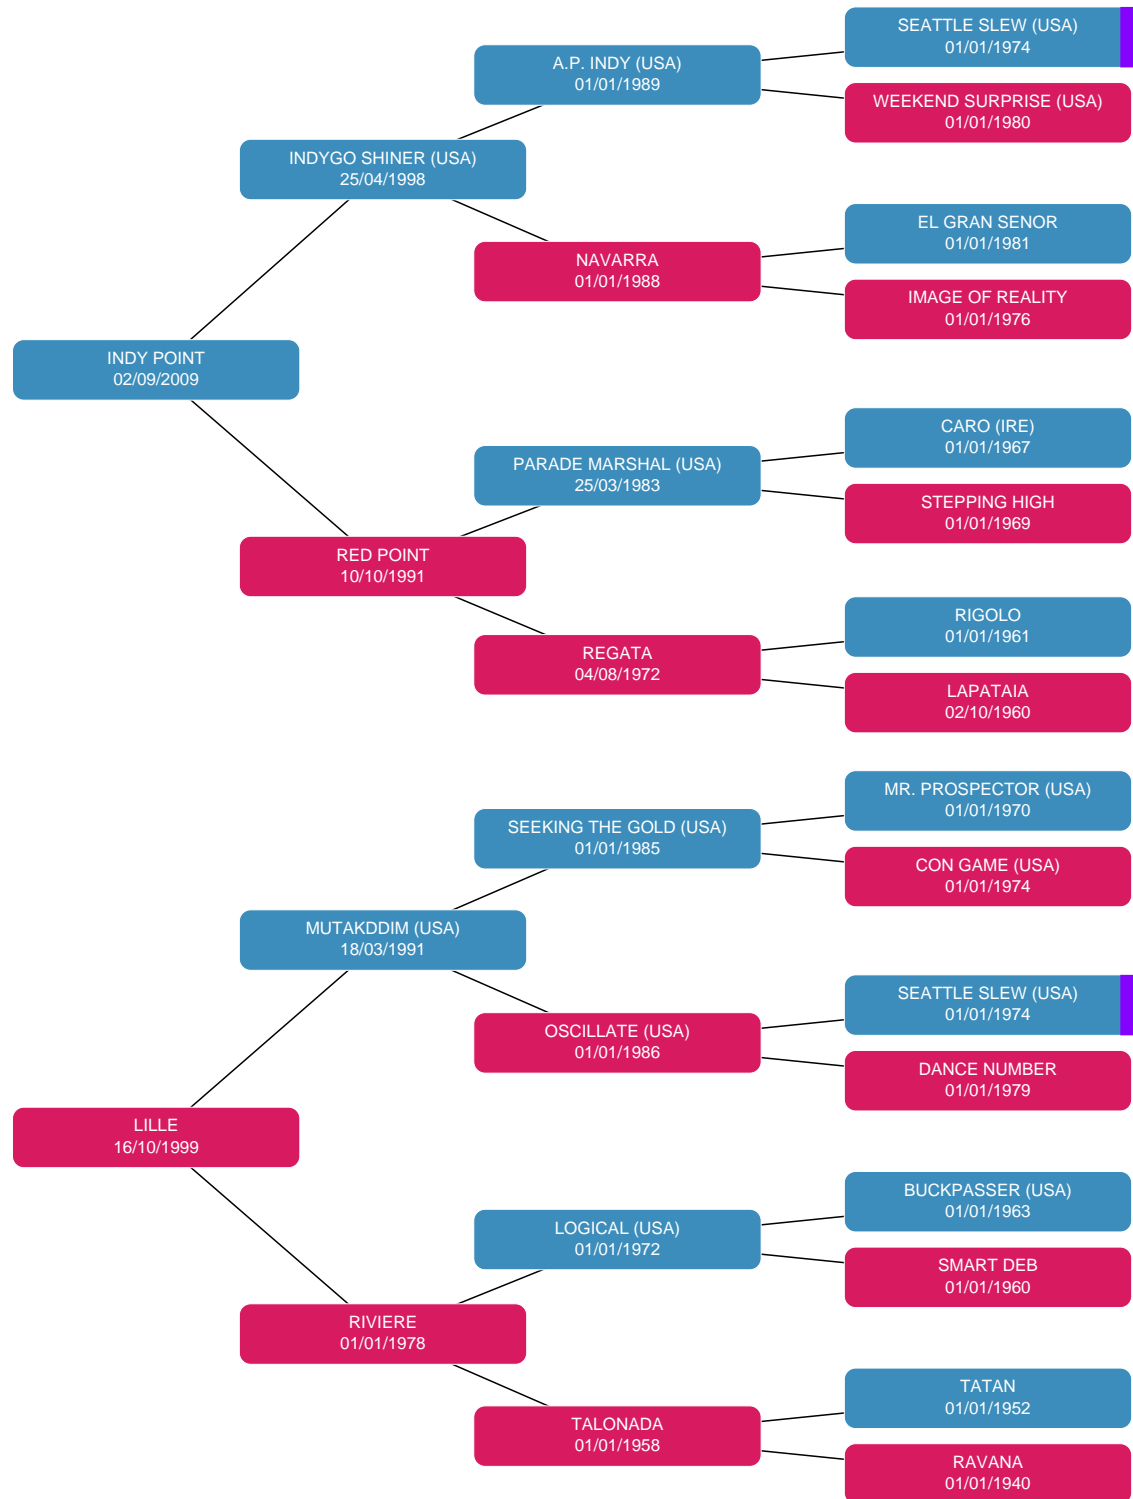 SEATTLE SLEW (USA)
01/01/1974
A.P. INDY (USA)
01/01/1989
WEEKEND SURPRISE (USA)
01/01/1980
INDYGO SHINER (USA)
25/04/1998
EL GRAN SENOR
01/01/1981
NAVARRA
01/01/1988
IMAGE OF REALITY
01/01/1976
INDY POINT
02/09/2009
CARO (IRE)
01/01/1967
PARADE MARSHAL (USA)
25/03/1983
STEPPING HIGH
01/01/1969
RED POINT
10/10/1991
RIGOLO
01/01/1961
REGATA
04/08/1972
LAPATAIA
02/10/1960
MR. PROSPECTOR (USA)
01/01/1970
SEEKING THE GOLD (USA)
01/01/1985
CON GAME (USA)
01/01/1974
MUTAKDDIM (USA)
18/03/1991
SEATTLE SLEW (USA)
01/01/1974
OSCILLATE (USA)
01/01/1986
DANCE NUMBER
01/01/1979
LILLE
16/10/1999
BUCKPASSER (USA)
01/01/1963
LOGICAL (USA)
01/01/1972
SMART DEB
01/01/1960
RIVIERE
01/01/1978
TATAN
01/01/1952
TALONADA
01/01/1958
RAVANA
01/01/1940